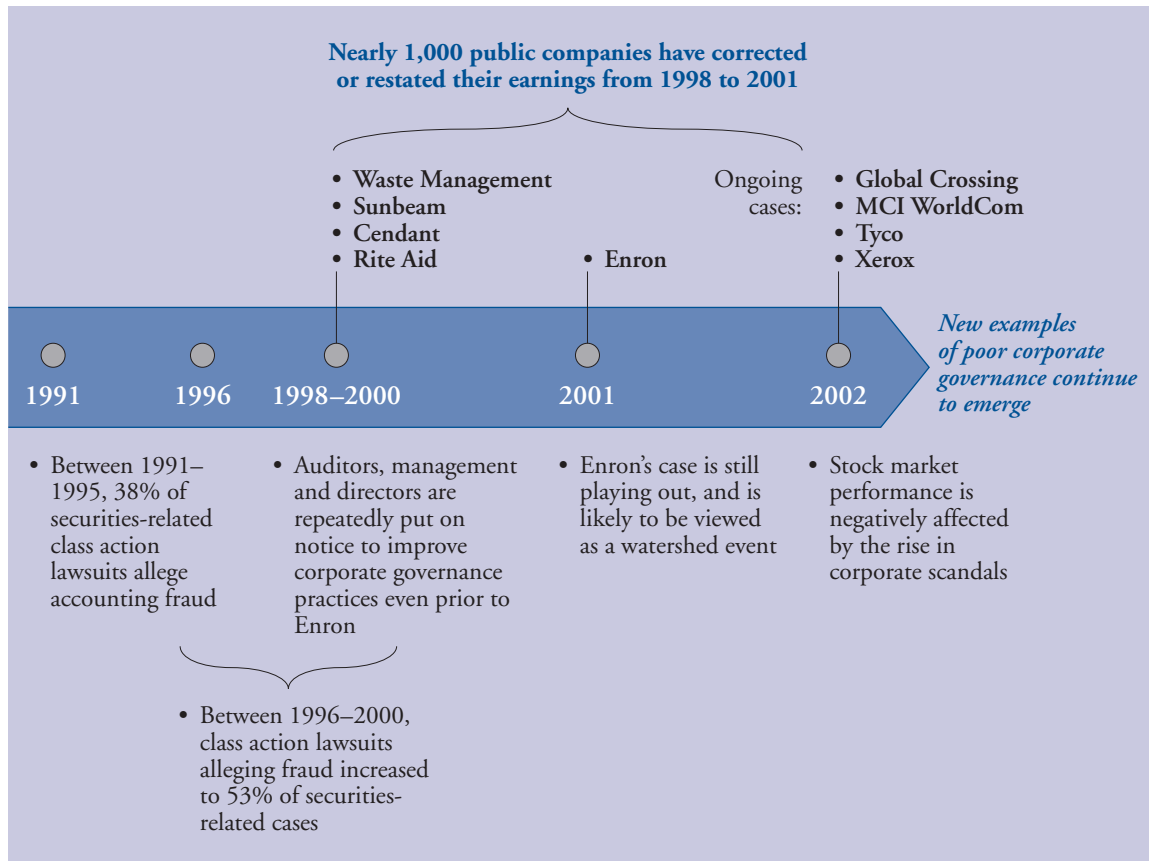 Nearly 1,000 public companies have corrected
or restated their earnings from 1998 to 2001
• Waste Management
• Sunbeam
• Cendant
• Rite Aid
• Enron
Ongoing
cases:
• Global Crossing
• MCI WorldCom
• Tyco
• Xerox
1991
1996
1998–2000
2001
2002
New examples
of poor corporate
governance continue
to emerge
• Between 1991–
1995, 38% of
securities-related
class action
lawsuits allege
accounting fraud
• Auditors, management
and directors are
repeatedly put on
notice to improve
corporate governance
practices even prior to
Enron
• Enron’s case is still
playing out, and is
likely to be viewed
as a watershed event
• Stock market
performance is
negatively affected
by the rise in
corporate scandals
• Between 1996–2000,
class action lawsuits
alleging fraud increased
to 53% of securities-
related cases